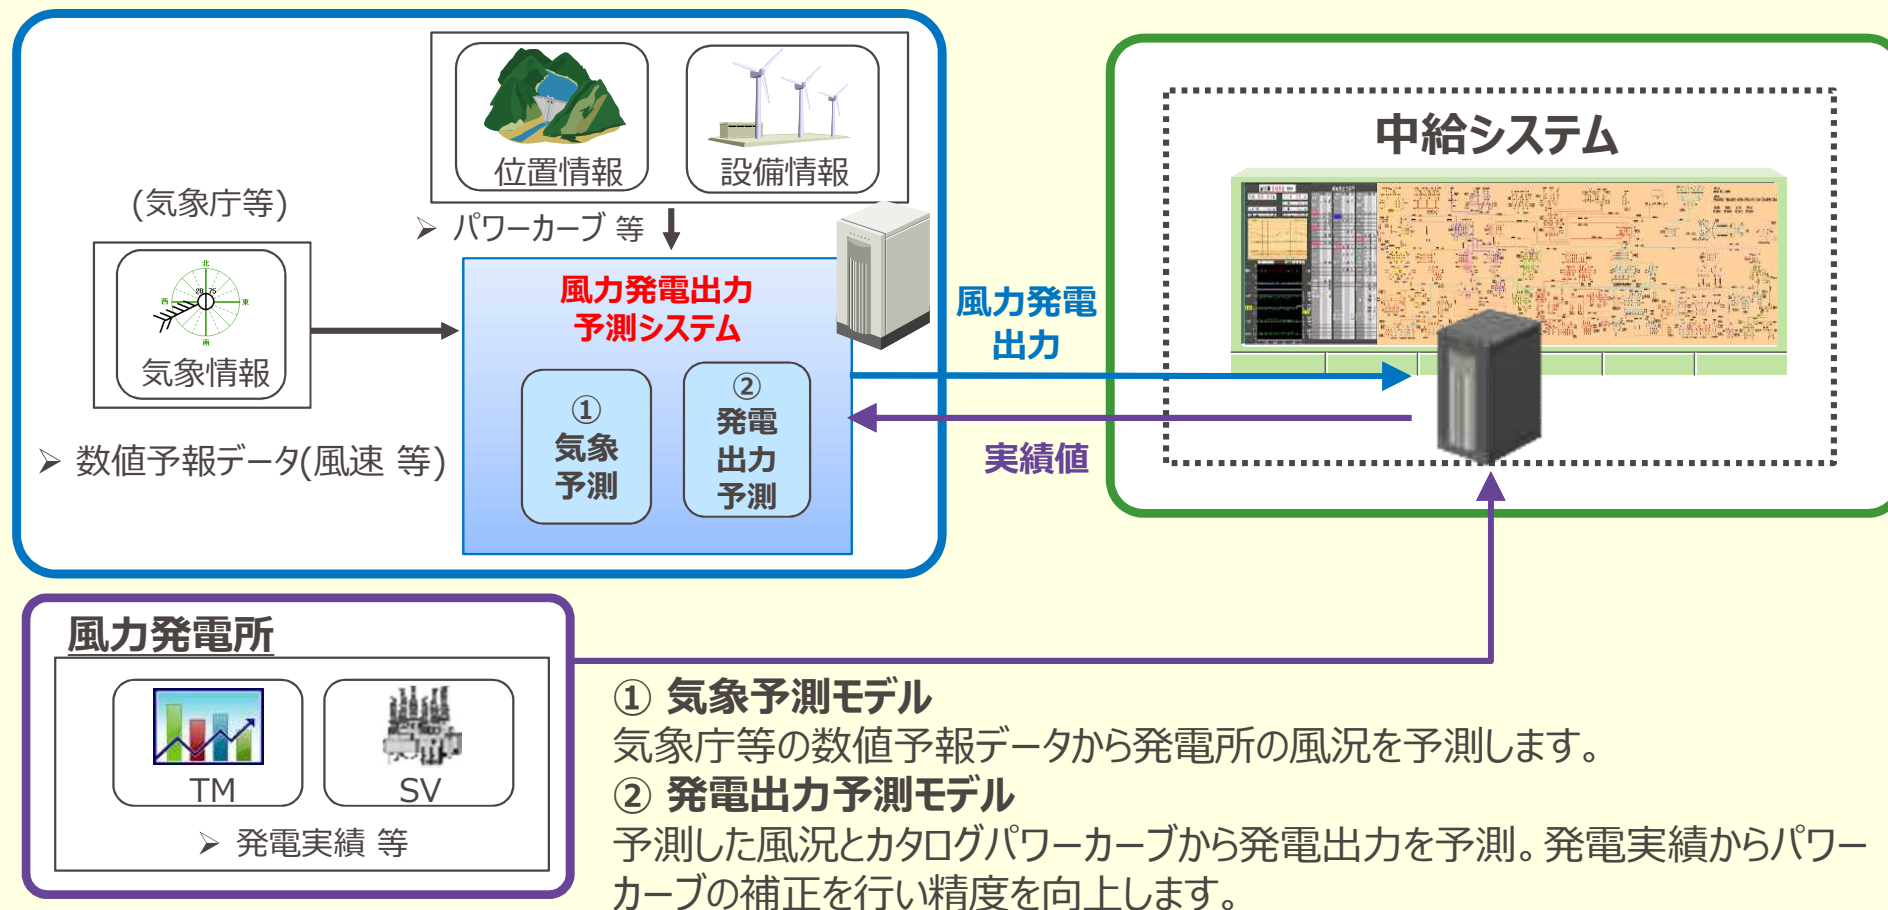 位置情報
設備情報
(気象庁等)
➢ パワーカーブ 等
北
西
28 75
東
南
気象情報
➢ 数値予報データ(風速 等)
風力発電出力
予測システム
①
気象
予測
②
発電
出力
予測
風力発電
出力
実績値
中給システム
風力発電所
TM
SV
➢ 発電実績 等
① 気象予測モデル
気象庁等の数値予報データから発電所の風況を予測します。
② 発電出力予測モデル
予測した風況とカタログパワーカーブから発電出力を予測。発電実績からパワー
カーブの補正を行い精度を向上します。